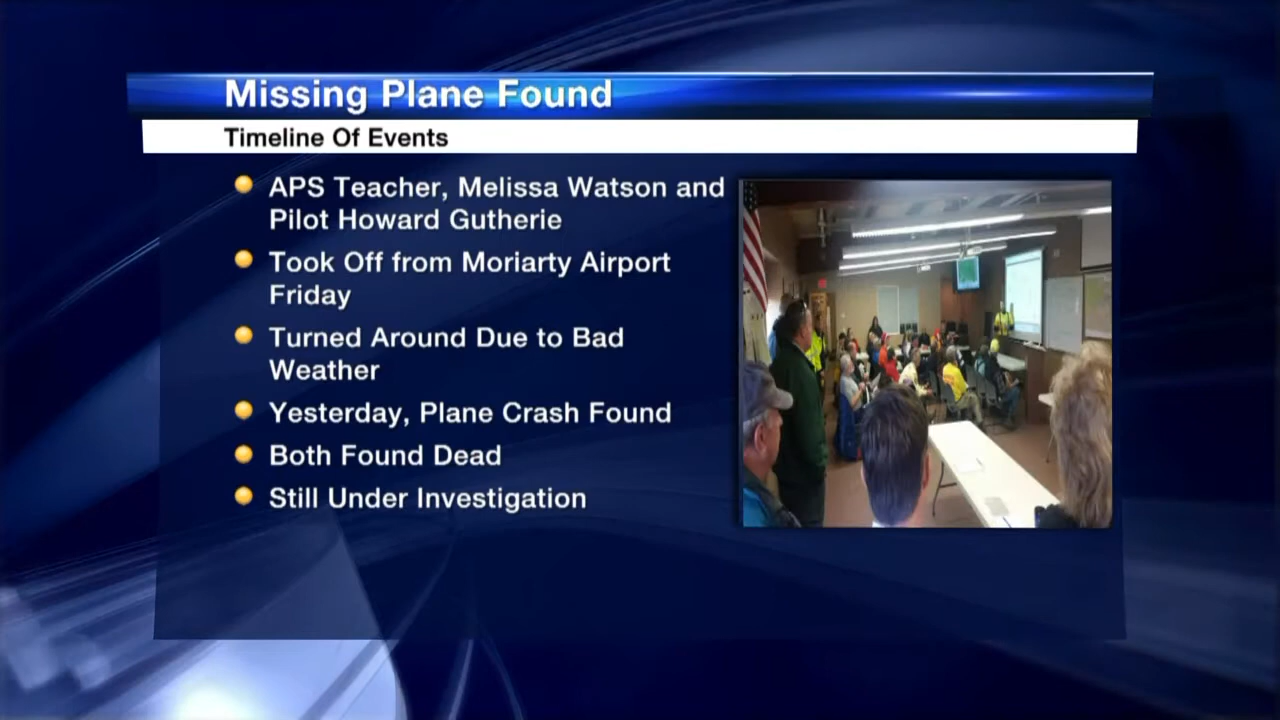 Missing Plane Found
Timeline Of Events
APS Teacher, Melissa Watson and
Pilot Howard Gutherie
Took Off from Moriarty Airport
Friday
Turned Around Due to Bad
Weather
Yesterday, Plane Crash Found
Both Found Dead
Still Under Investigation